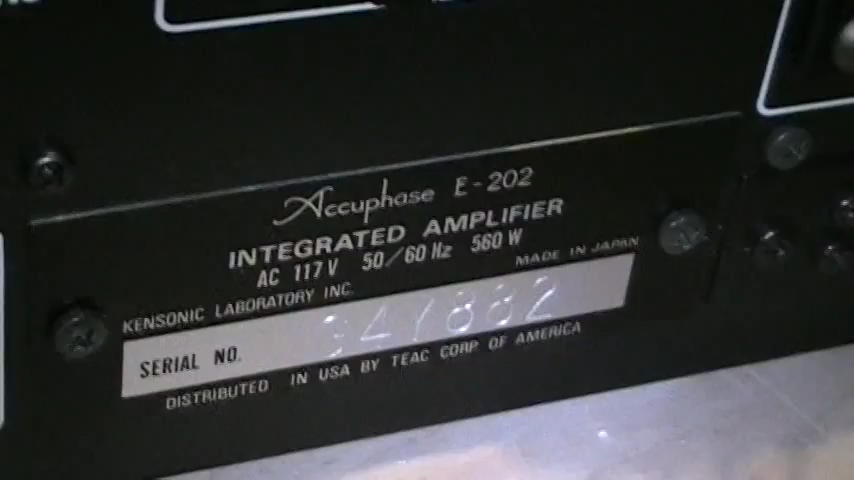 Accuphase E-202
INTEGRATED AMPLIFIER
AC 117V 50/60Hz 560W
KENSONIC LABORATORY INC. MADE IN JAPAN
SERIAL NO.
DISTRIBUTED IN USA BY TEAC CORP OF AMERICA